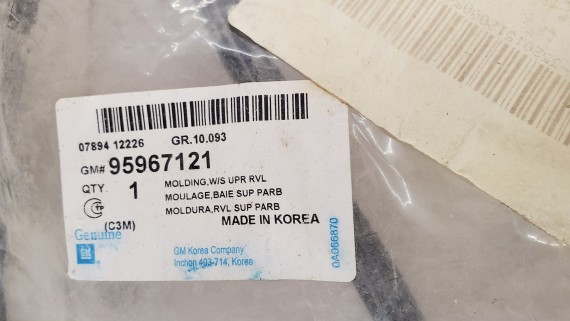 07894 12226 GR.10.093
GM# 95967121
QTY. 1
MOLDING,W/S UPR RVL
MOULAGE,BAIE SUP PARB
MOLDURA,RVL SUP PARB
(C3M) MADE IN KOREA
Genuine
GM
GM Korea Company
Inchon 403-714, Korea
0A066870